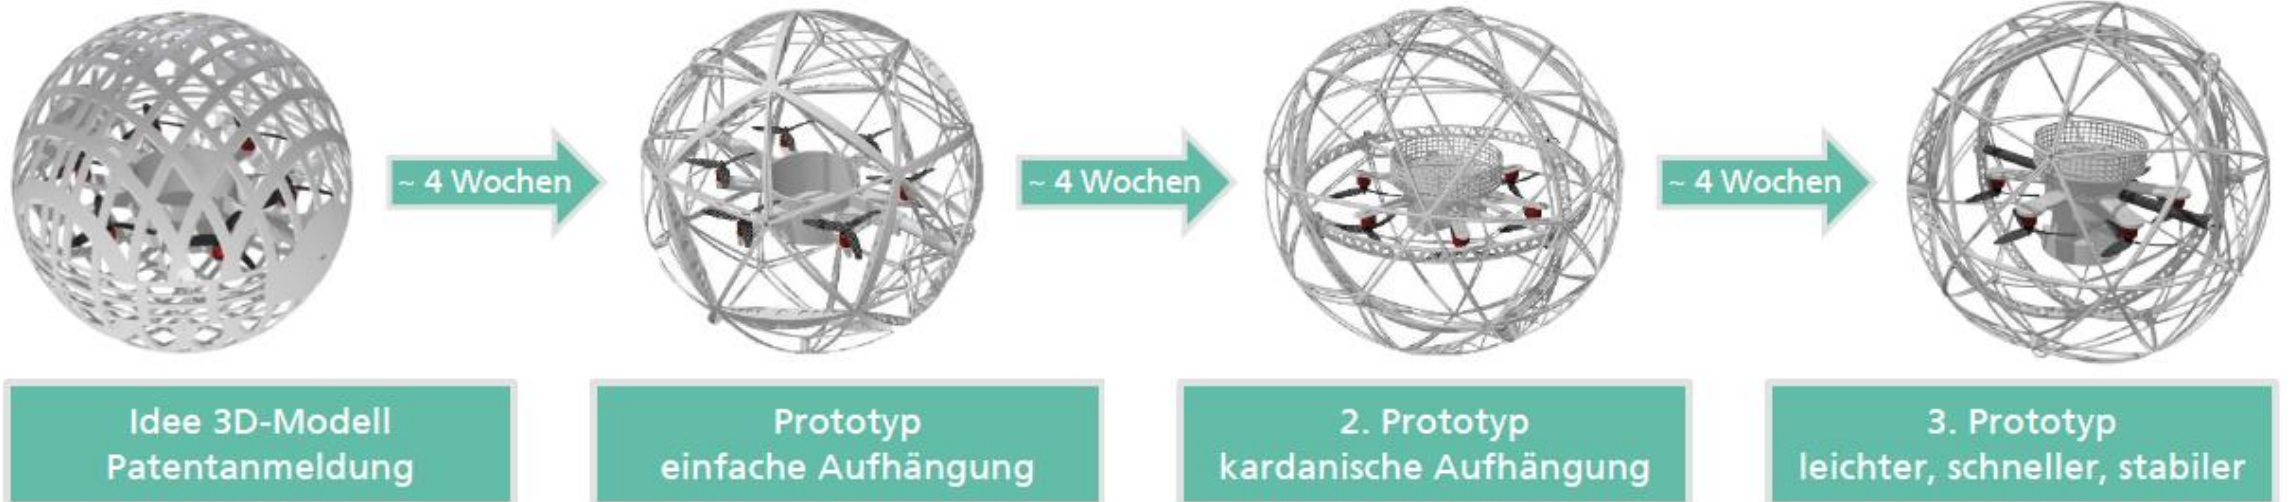 ~ 4 Wochen
~ 4 Wochen
~ 4 Wochen
Idee 3D-Modell
Patentanmeldung
Prototyp
einfache Aufhängung
2. Prototyp
kardanische Aufhängung
3. Prototyp
leichter, schneller, stabiler